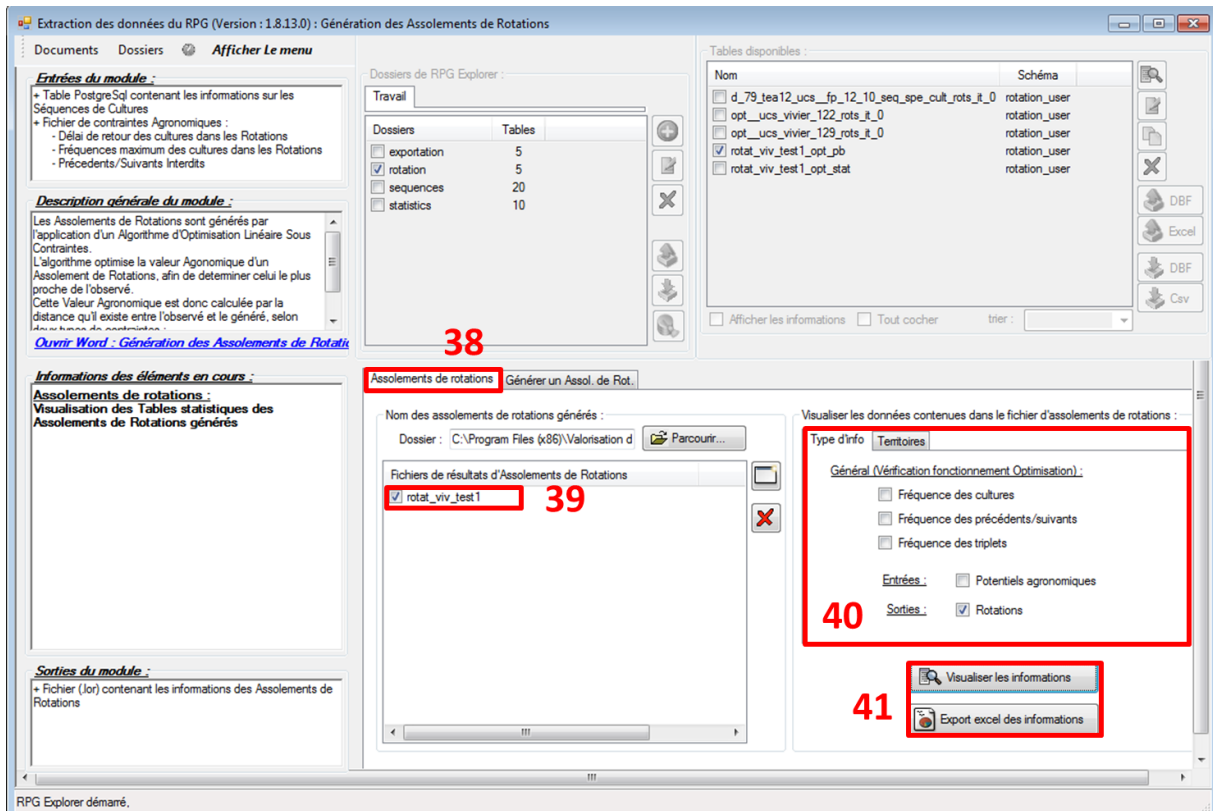 Extraction des données du RPG (Version : 1.8.13.0) : Génération des Assolements de Rotations
Documents Dossiers Afficher Le menu
Entrées du module :
+ Table PostgreSql contenant les informations sur les
Séquences de Cultures
+ Fichier de contraintes Agronomiques :
- Délai de retour des cultures dans les Rotations
- Fréquences maximum des cultures dans les Rotations
- Précedents/Suivants Interdits
Description générale du module :
Les Assolements de Rotations sont générés par
l'application d'un Algorithme d'Optimisation Linéaire Sous
Contraintes.
L'algorithme optimise la valeur Agonomique d'un
Assolement de Rotations, afin de determiner celui le plus
proche de l'observé.
Cette Valeur Agronomique est donc calculée par la
distance qu'il existe entre l'observé et le généré, selon
deux types de contraintes :
Ouvrir Word : Génération des Assolements de Rotatic
Informations des éléments en cours :
Assolements de rotations :
Visualisation des Tables statistiques des
Assolements de Rotations générés
Sorties du module :
+ Fichier (.lor) contenant les informations des Assolements de
Rotations
Dossiers de RPG Explorer :
Travail
Dossiers Tables
exportation 5
rotation 5
sequences 20
statistics 10
Tables disponibles :
Nom Schéma
d_79_tea12_ucs__fp_12_10_seq_spe_cult_rots_it_0 rotation_user
opt__ucs_vivier_122_rots_it_0 rotation_user
opt__ucs_vivier_129_rots_it_0 rotation_user
rotat_viv_test1_opt_pb rotation_user
rotat_viv_test1_opt_stat rotation_user
DBF
Excel
DBF
Csv
Afficher les informations Tout cocher trier :
38
Assolements de rotations Générer un Assol. de Rot.
Nom des assolements de rotations générés :
Dossier : C:\Program Files (x86)\Valorisation d Parcourir...
Fichiers de résultats d'Assolements de Rotations
rotat_viv_test1
39
Visualiser les données contenues dans le fichier d'assolements de rotations :
Type d'info Territoires
Général (Vérification fonctionnement Optimisation) :
Fréquence des cultures
Fréquence des précédents/suivants
Fréquence des triplets
Entrées : Potentiels agronomiques
Sorties : Rotations
40
41
Visualiser les informations
Export excel des informations
RPG Explorer démarré,